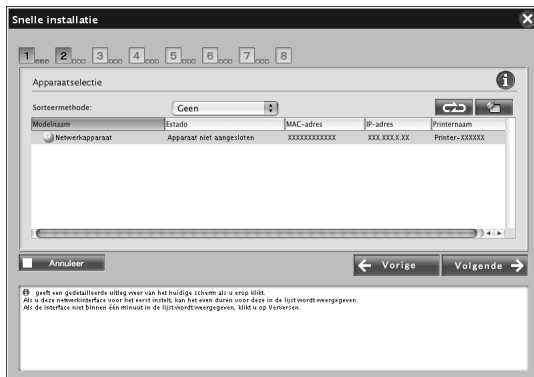 Snelle installatie
1 2 3 4 5 6 7 8
Apparaatselectie
Sorteermethode: Geen
Modelnaam Estado MAC-adres IP-adres Printernaam
Netwerkapparaat Apparaat niet aangesloten XXXXXXXXXXXX XXX.XXX.X.XX Printer-XXXXXX
Annuleer Vorige Volgende
geeft een gedetailleerde uitleg weer van het huidige scherm als u erop klikt.
Als u deze netwerkinterface voor het eerst instelt, kan het even duren voor deze in de lijst wordt weergegeven.
Als de interface niet binnen één minuut in de lijst wordt weergegeven, klikt u op Verversen.